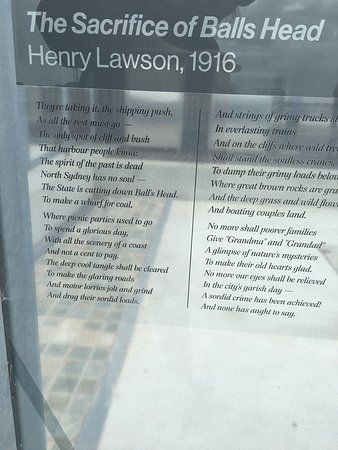 The Sacrifice of Balls Head
Henry Lawson, 1916
They're taking it, the shipping push,
As all the rest must go —
The only spot of cliff and bush
That harbour people know.
The spirit of the past is dead
North Sydney has no soul —
The State is cutting down Ball's Head.
To make a wharf for coal.
Where picnic parties used to go
To spend a glorious day,
With all the scenery of a coast
And not a cent to pay.
The deep cool tangle shall be cleared
To make the glaring roads
And motor lorries jolt and grind
And drag their sordid loads.
And strings of grimy trucks
In everlasting trains
And on the cliffs where wild
Shall stand the soulless cranes,
To dump their grimy loads below
Where great brown rocks are
And the deep grass and wild
And boating couples land.
No more shall poorer families
Give "Grandma" and "Grandad"
A glimpse of nature's mysteries
To make their old hearts glad.
No more our eyes shall be relieved
In the city's garish day —
A sordid crime has been achieved!
And none has aught to say.